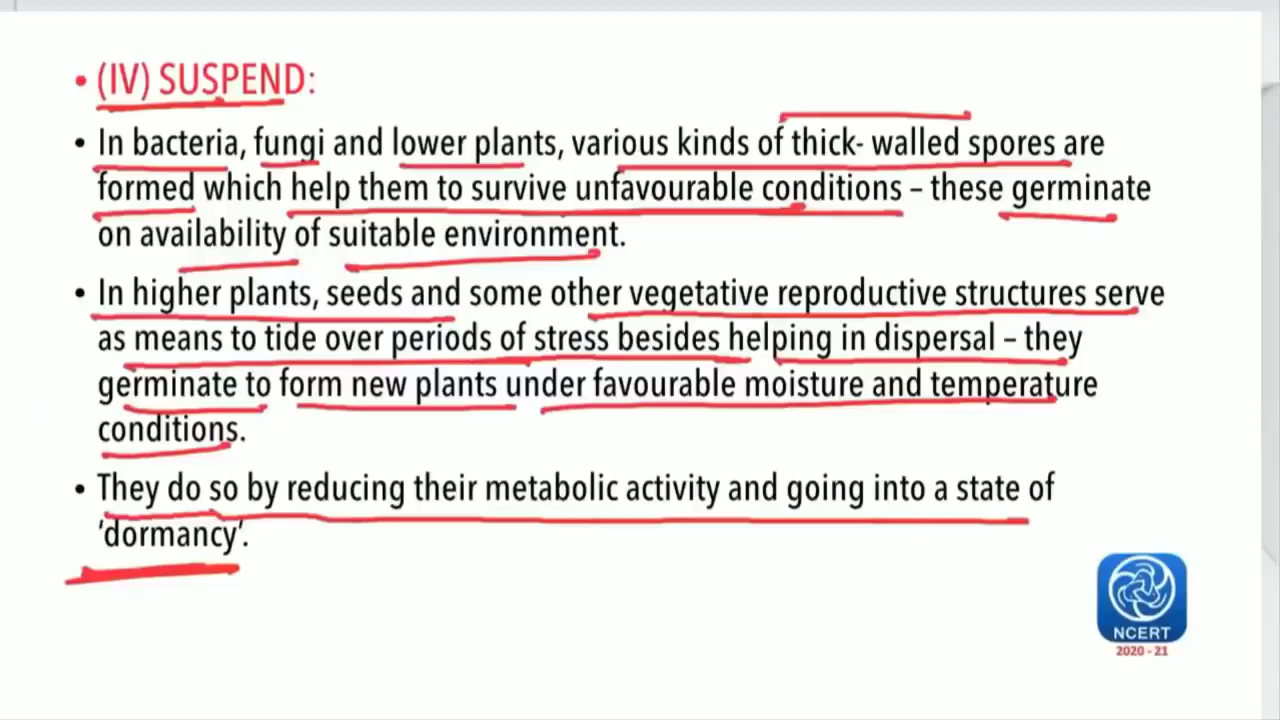 • (IV) SUSPEND:
• In bacteria, fungi and lower plants, various kinds of thick- walled spores are
formed which help them to survive unfavourable conditions – these germinate
on availability of suitable environment.
• In higher plants, seeds and some other vegetative reproductive structures serve
as means to tide over periods of stress besides helping in dispersal – they
germinate to form new plants under favourable moisture and temperature
conditions.
• They do so by reducing their metabolic activity and going into a state of
‘dormancy’.
NCERT
2020 - 21